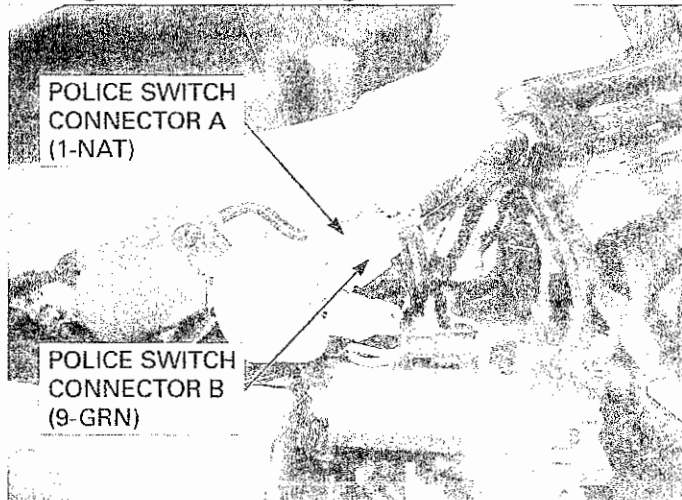 POLICE SWITCH
CONNECTOR A
(1-NAT)
POLICE SWITCH
CONNECTOR B
(9-GRN)